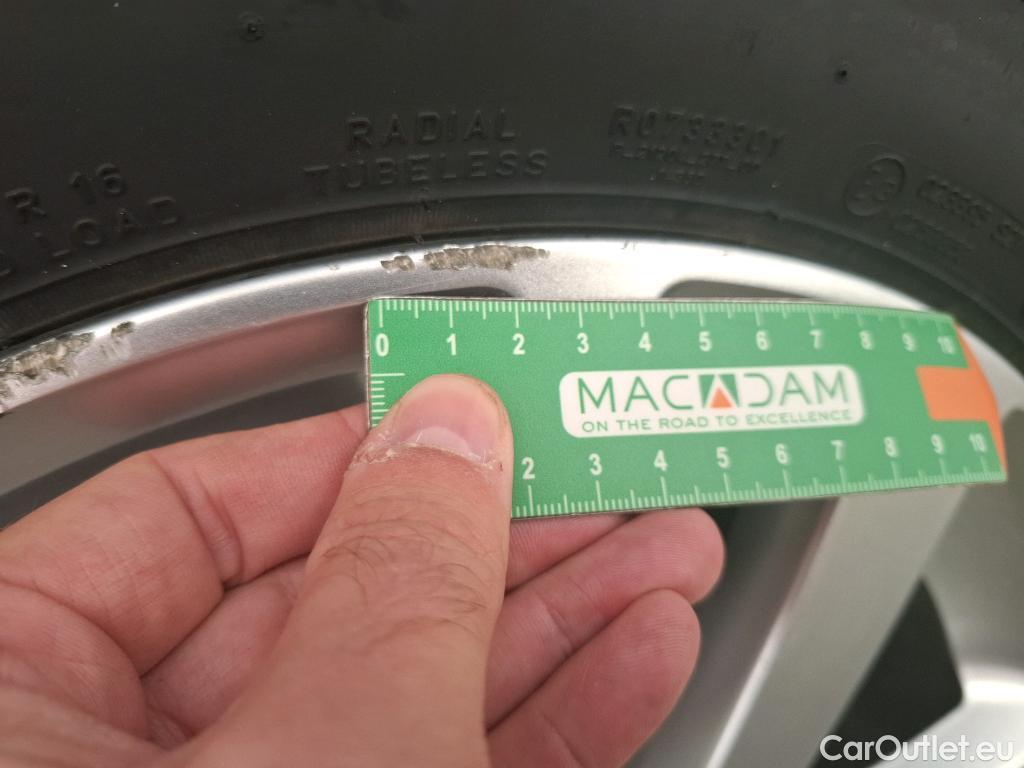 RADIAL
TUBELESS
R 16
LOAD
R0733301
0 1 2 3 4 5 6 7 8 9 10
MACADAM
ON THE ROAD TO EXCELLENCE
2 3 4 5 6 7 8 9 10
CarOutlet.eu